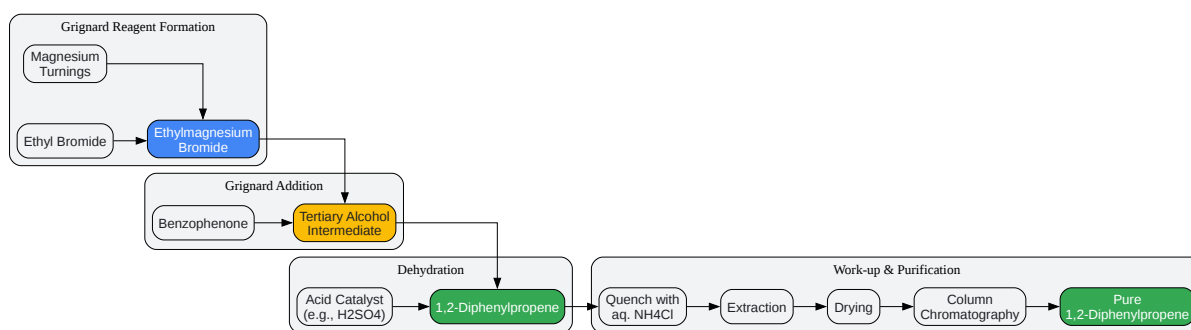 Grignard Reagent Formation
Magnesium
Turnings
Ethyl Bromide
Ethylmagnesium
Bromide
Grignard Addition
Benzophenone
Tertiary Alcohol
Intermediate
Dehydration
Acid Catalyst
(e.g., H2SO4)
1,2-Diphenylpropene
Work-up & Purification
Quench with
aq. NH4Cl
Extraction
Drying
Column
Chromatography
Pure
1,2-Diphenylpropene